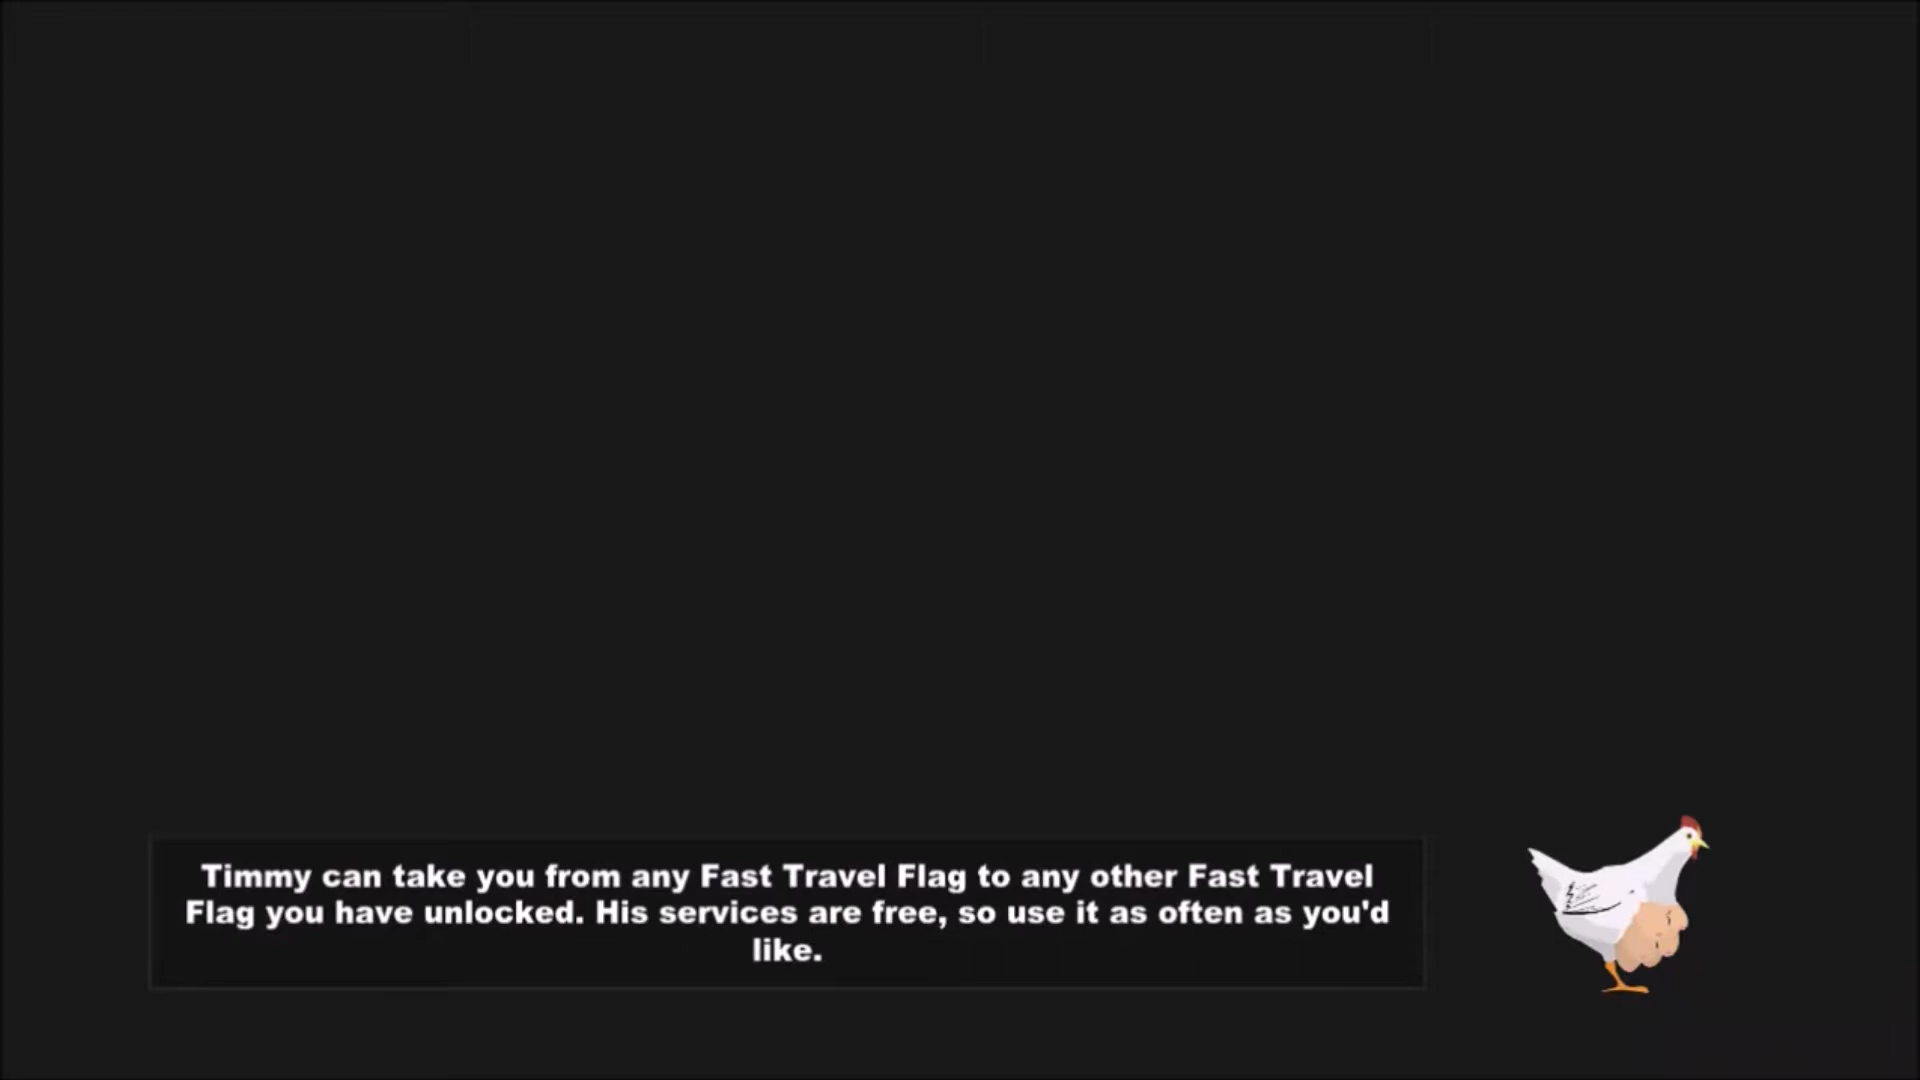 Timmy can take you from any Fast Travel Flag to any other Fast Travel
Flag you have unlocked. His services are free, so use it as often as you'd
like.